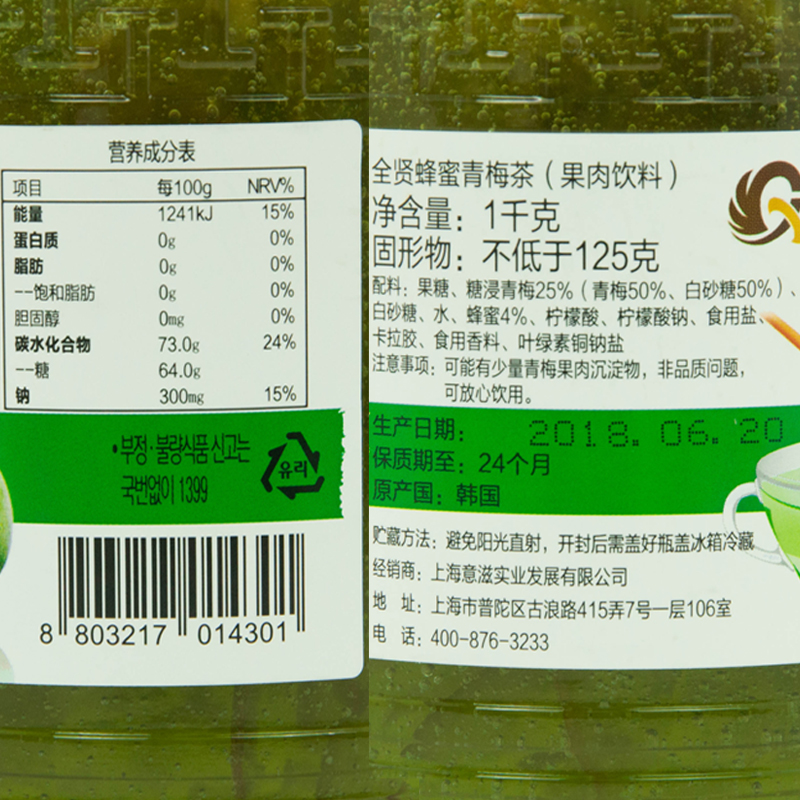 营养成分表
项目 每100g NRV%
能量 1241kJ 15%
蛋白质 0g 0%
脂肪 0g 0%
--饱和脂肪 0g 0%
胆固醇 0mg 0%
碳水化合物 73.0g 24%
--糖 64.0g
钠 300mg 15%
•부정·불량식품 신고는
국번없이 1399
유리
8 803217 014301
全贤蜂蜜青梅茶（果肉饮料）
净含量：1千克
固形物：不低于125克
配料：果糖、糖浸青梅25%（青梅50%、白砂糖50%）、
白砂糖、水、蜂蜜4%、柠檬酸、柠檬酸钠、食用盐、
卡拉胶、食用香料、叶绿素铜钠盐
注意事项：可能有少量青梅果肉沉淀物，非品质问题，
可放心饮用。
生产日期：2018.06.20
保质期至：24个月
原产国：韩国
贮藏方法：避免阳光直射，开封后需盖好瓶盖冰箱冷藏
经销商：上海意滋实业发展有限公司
地 址：上海市普陀区古浪路415弄7号一层106室
电 话：400-876-3233